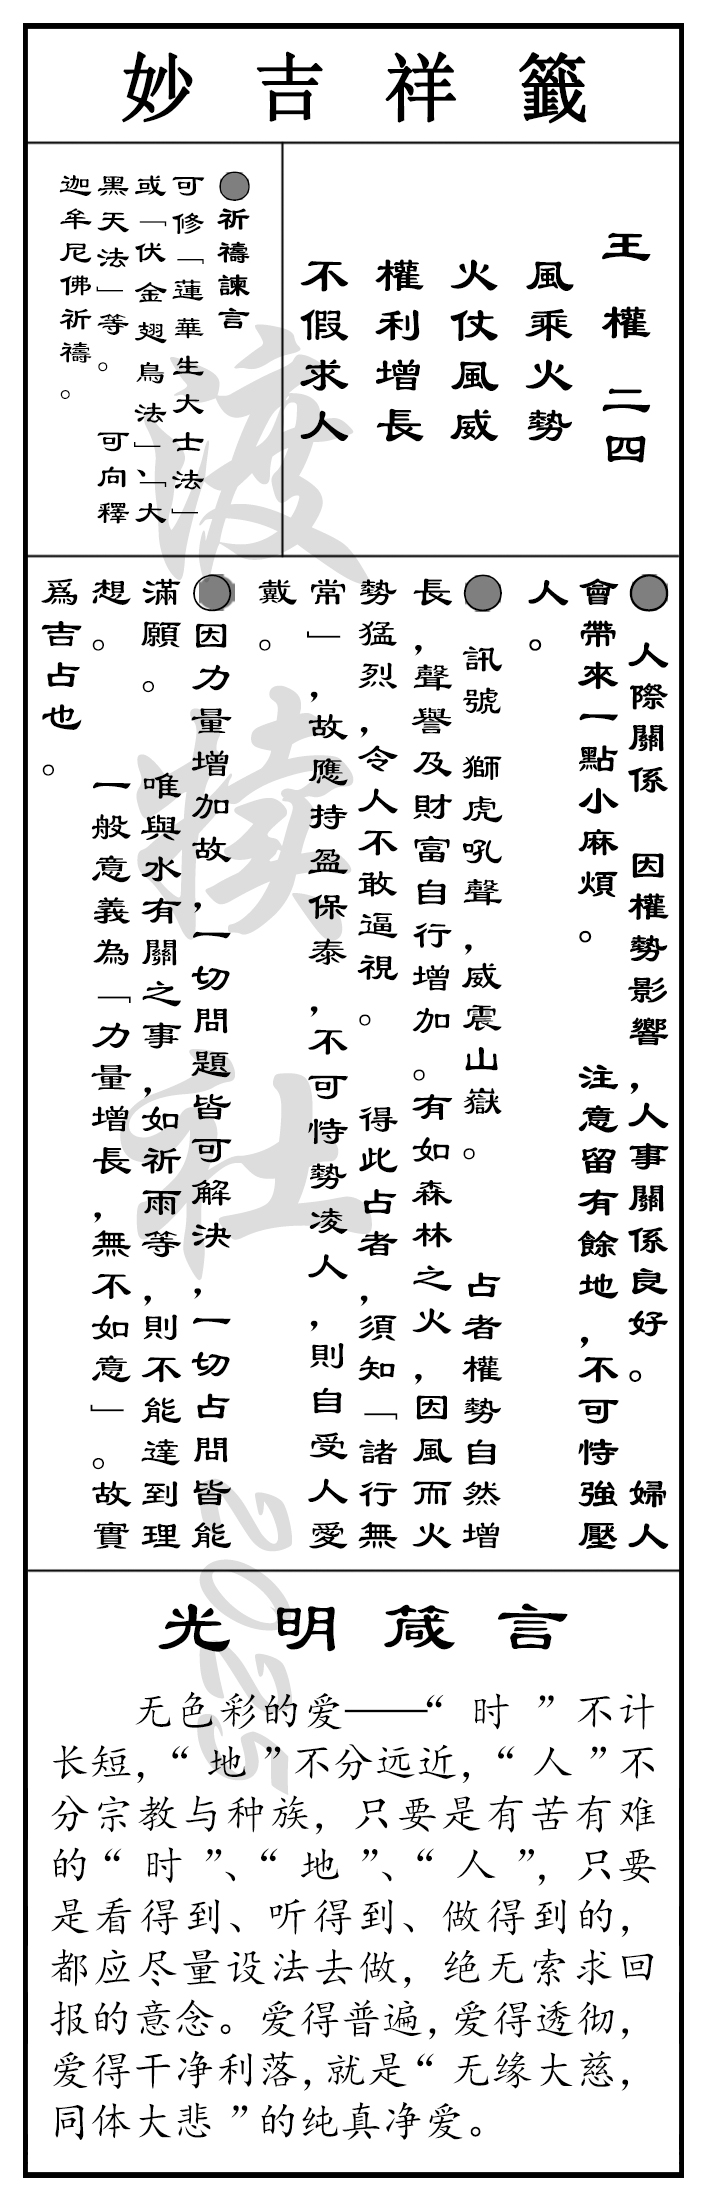 妙吉祥籤
王權 二四
風乘火勢
火仗風威
權利增長
不假求人
●祈禱諫言
可修「蓮華生大士法」
或「伏金翅鳥法」、「大
黑天法」等。 可向釋
迦牟尼佛祈禱。
● 人際關係 因權勢影響，人事關係良好。 婦人
會帶來一點小麻煩。 注意留有餘地，不可恃強壓
人。
● 訊號 獅虎吼聲，威震山嶽。 占者權勢自然增
長，聲譽及財富自行增加。有如森林之火，因風而火
勢猛烈，令人不敢逼視。 得此占者，須知「諸行無
常」，故應持盈保泰，不可恃勢凌人，則自受人愛
戴。
●因力量增加故，一切問題皆可解決，一切占問皆能
滿願。 唯與水有關之事，如祈雨等，則不能達到理
想。 一般意義為「力量增長，無不如意」。故實
爲吉占也。
光明箴言
无色彩的爱——“时”不计
长短，“地”不分远近，“人”不
分宗教与种族，只要是有苦有难
的“时”、“地”、“人”，只要
是看得到、听得到、做得到的，
都应尽量设法去做，绝无索求回
报的意念。爱得普遍，爱得透彻，
爱得干净利落，就是“无缘大慈，
同体大悲”的纯真净爱。
渡犊社2025